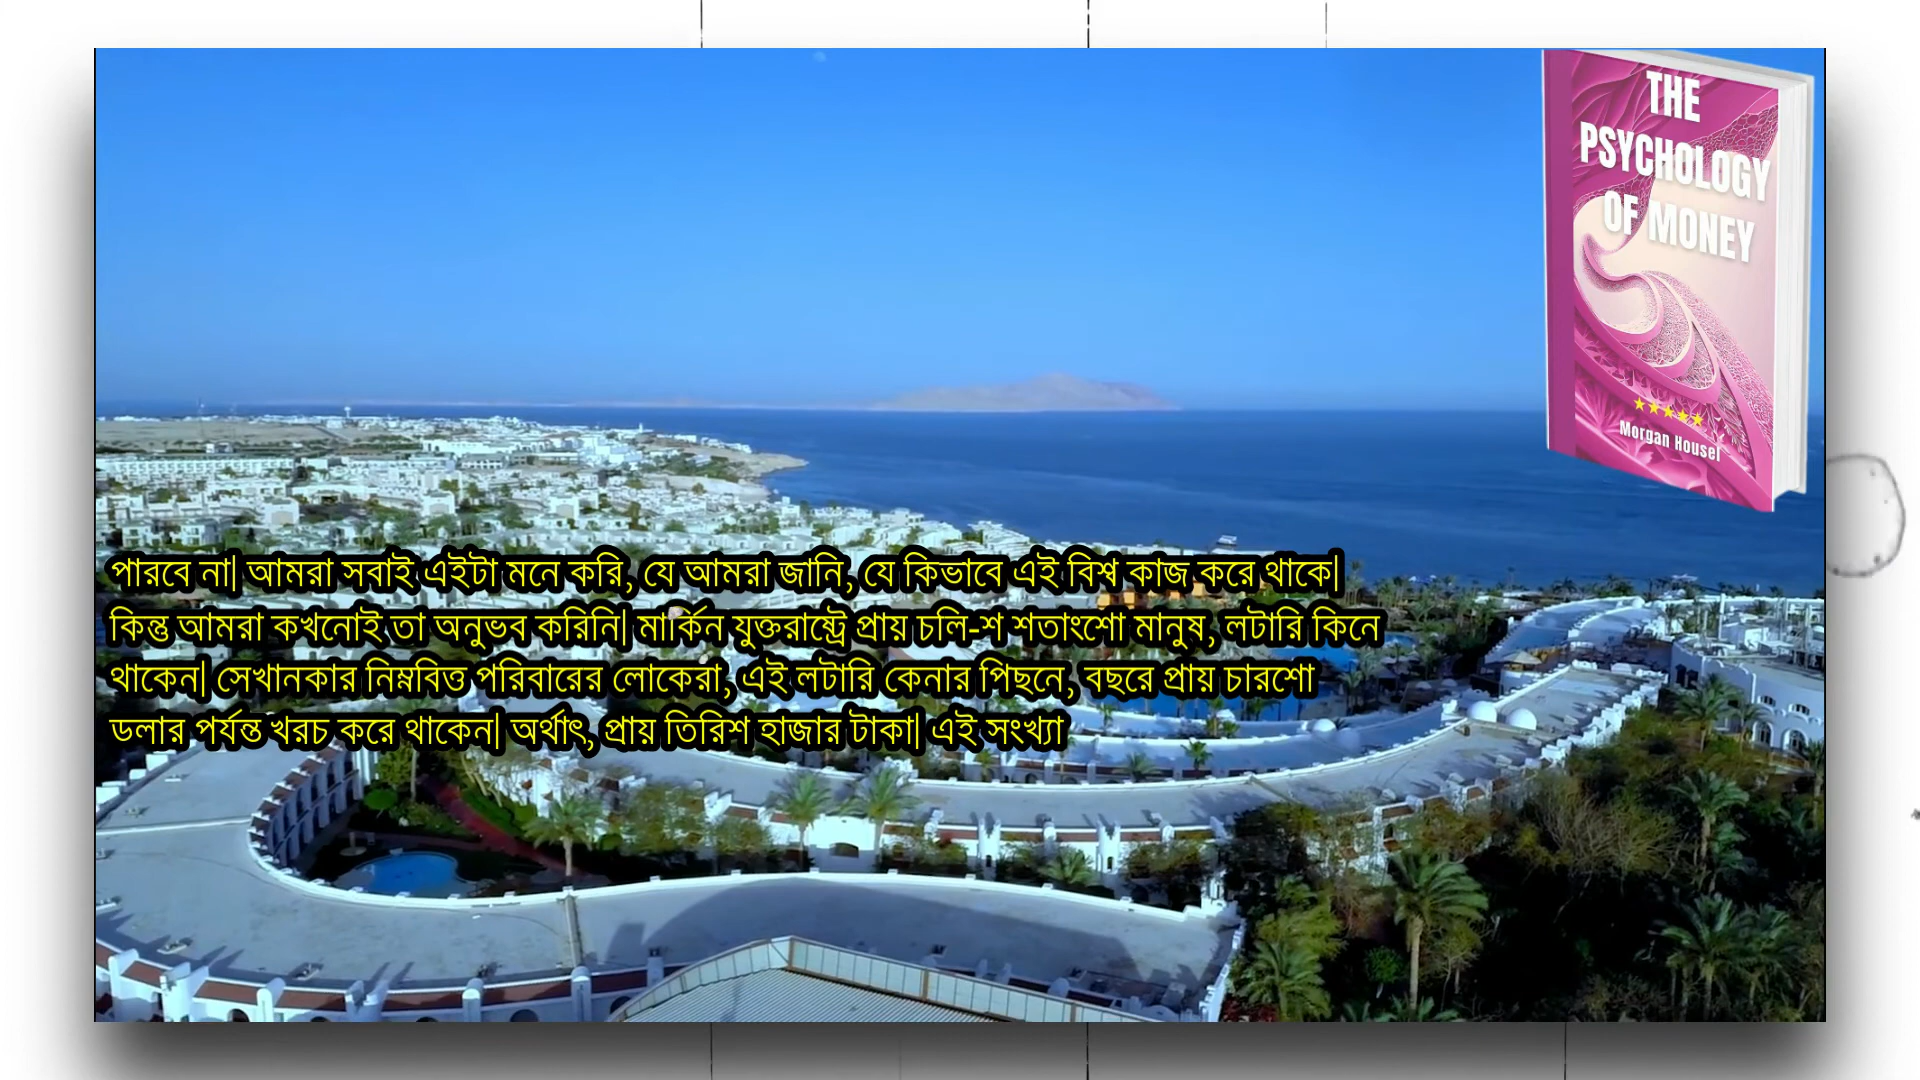 THE
PSYCHOLOGY
OF MONEY
Morgan Housel
পারবে না| আমরা সবাই এইটা মনে করি, যে আমরা জানি, যে কিভাবে এই বিশ্ব কাজ করে থাকে|
কিন্তু আমরা কখনোই তা অনুভব করিনি| মার্কিন যুক্তরাষ্ট্রে প্রায় চলি-শ শতাংশো মানুষ, লটারি কিনে
থাকেন| সেখানকার নিম্নবিত্ত পরিবারের লোকেরা, এই লটারি কেনার পিছনে, বছরে প্রায় চারশো
ডলার পর্যন্ত খরচ করে থাকেন| অর্থাৎ, প্রায় তিরিশ হাজার টাকা| এই সংখ্যা